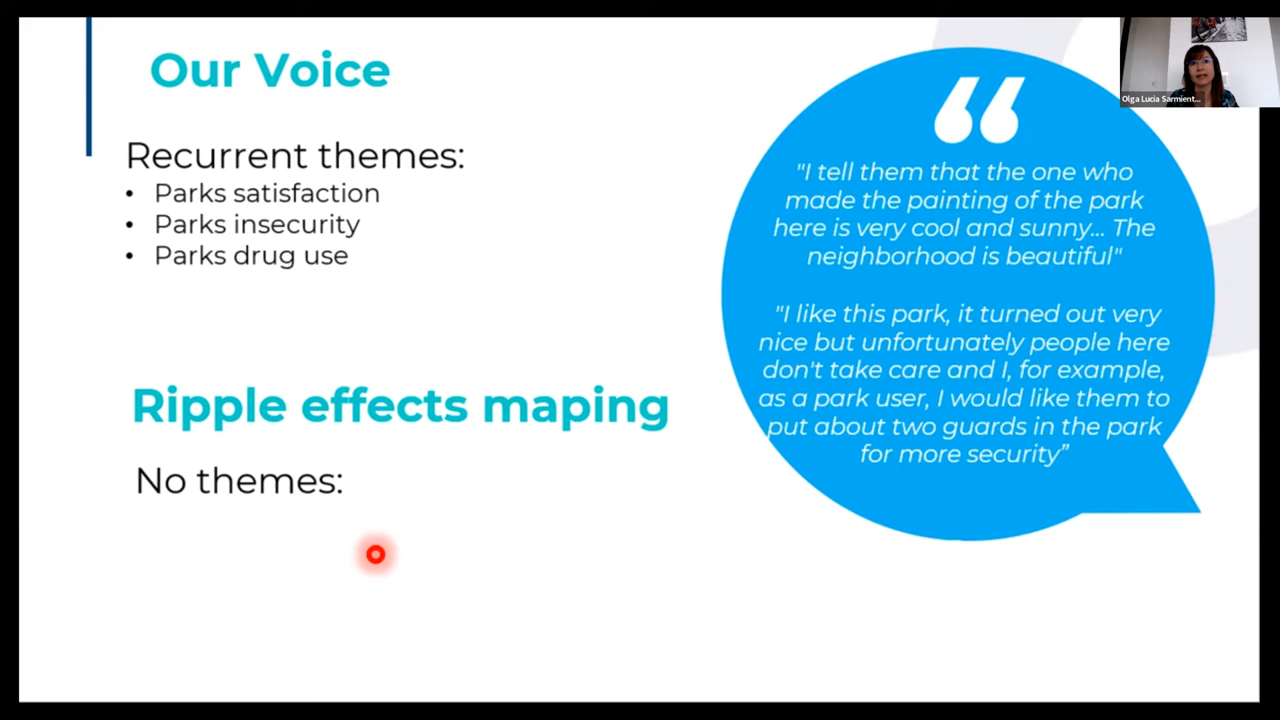 Our Voice
Recurrent themes:
• Parks satisfaction
• Parks insecurity
• Parks drug use
Ripple effects maping
No themes:
"I tell them that the one who
made the painting of the park
here is very cool and sunny... The
neighborhood is beautiful"
"I like this park, it turned out very
nice but unfortunately people here
don't take care and I, for example,
as a park user, I would like them to
put about two guards in the park
for more security”
Olga Lucia Sarmient...